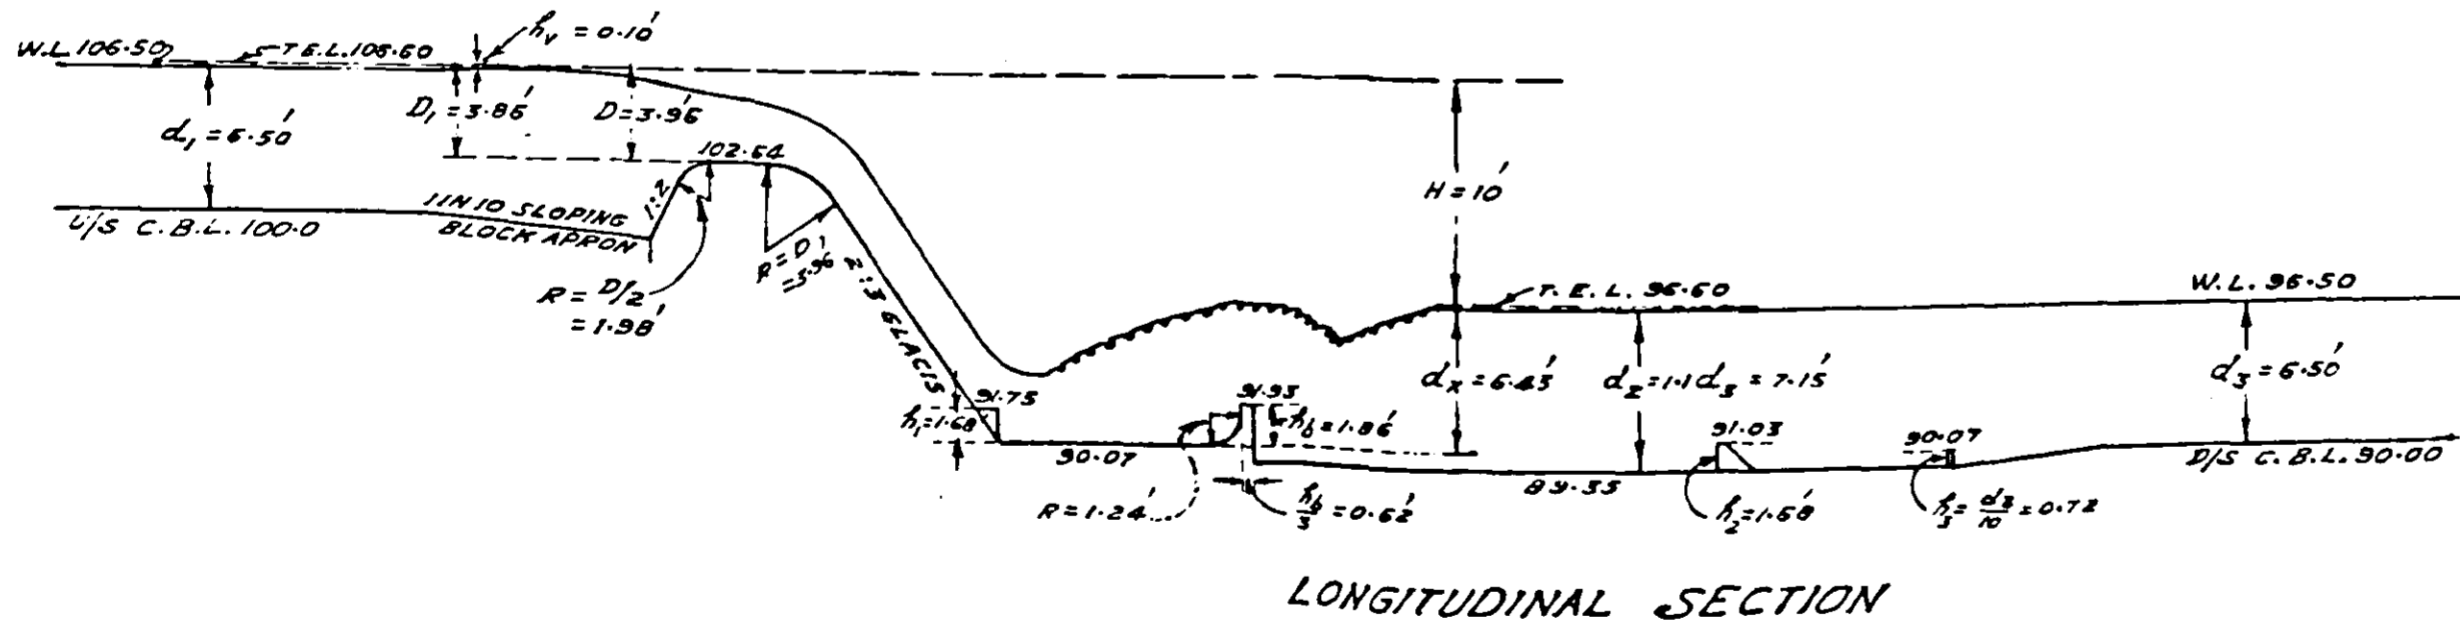 W.L. 106.50
T.E.L. 106.60
hv = 0.10'
d1 = 6.50'
D1 = 3.86'
D = 3.96'
102.64
H = 10'
U/S C.B.L. 100.0
1 IN 10 SLOPING
BLOCK APRON
1:2
R = D/2
= 1.98'
R = D
= 3.96'
2:3 GLACIS
T.E.L. 96.60
W.L. 96.50
91.75
h1 = 1.68'
90.07
91.93
hb = 1.86'
R = 1.24'
hb/3 = 0.62'
dx = 6.43'
d2 = 1.1 d3 = 7.15'
d3 = 6.50'
89.35
91.03
h2 = 1.68'
90.07
h3 = d2/10 = 0.72
D/S C.B.L. 90.00
LONGITUDINAL SECTION